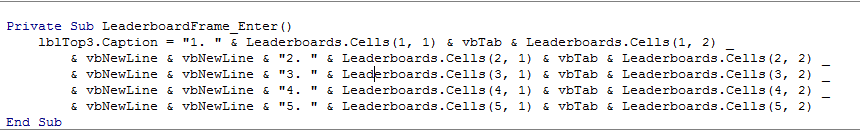 Private Sub LeaderboardFrame_Enter()
lblTop3.Caption = "1. " & Leaderboards.Cells(1, 1) & vbTab & Leaderboards.Cells(1, 2) _
& vbNewLine & vbNewLine & "2. " & Leaderboards.Cells(2, 1) & vbTab & Leaderboards.Cells(2, 2) _
& vbNewLine & vbNewLine & "3. " & Leaderboards.Cells(3, 1) & vbTab & Leaderboards.Cells(3, 2) _
& vbNewLine & vbNewLine & "4. " & Leaderboards.Cells(4, 1) & vbTab & Leaderboards.Cells(4, 2) _
& vbNewLine & vbNewLine & "5. " & Leaderboards.Cells(5, 1) & vbTab & Leaderboards.Cells(5, 2)
End Sub